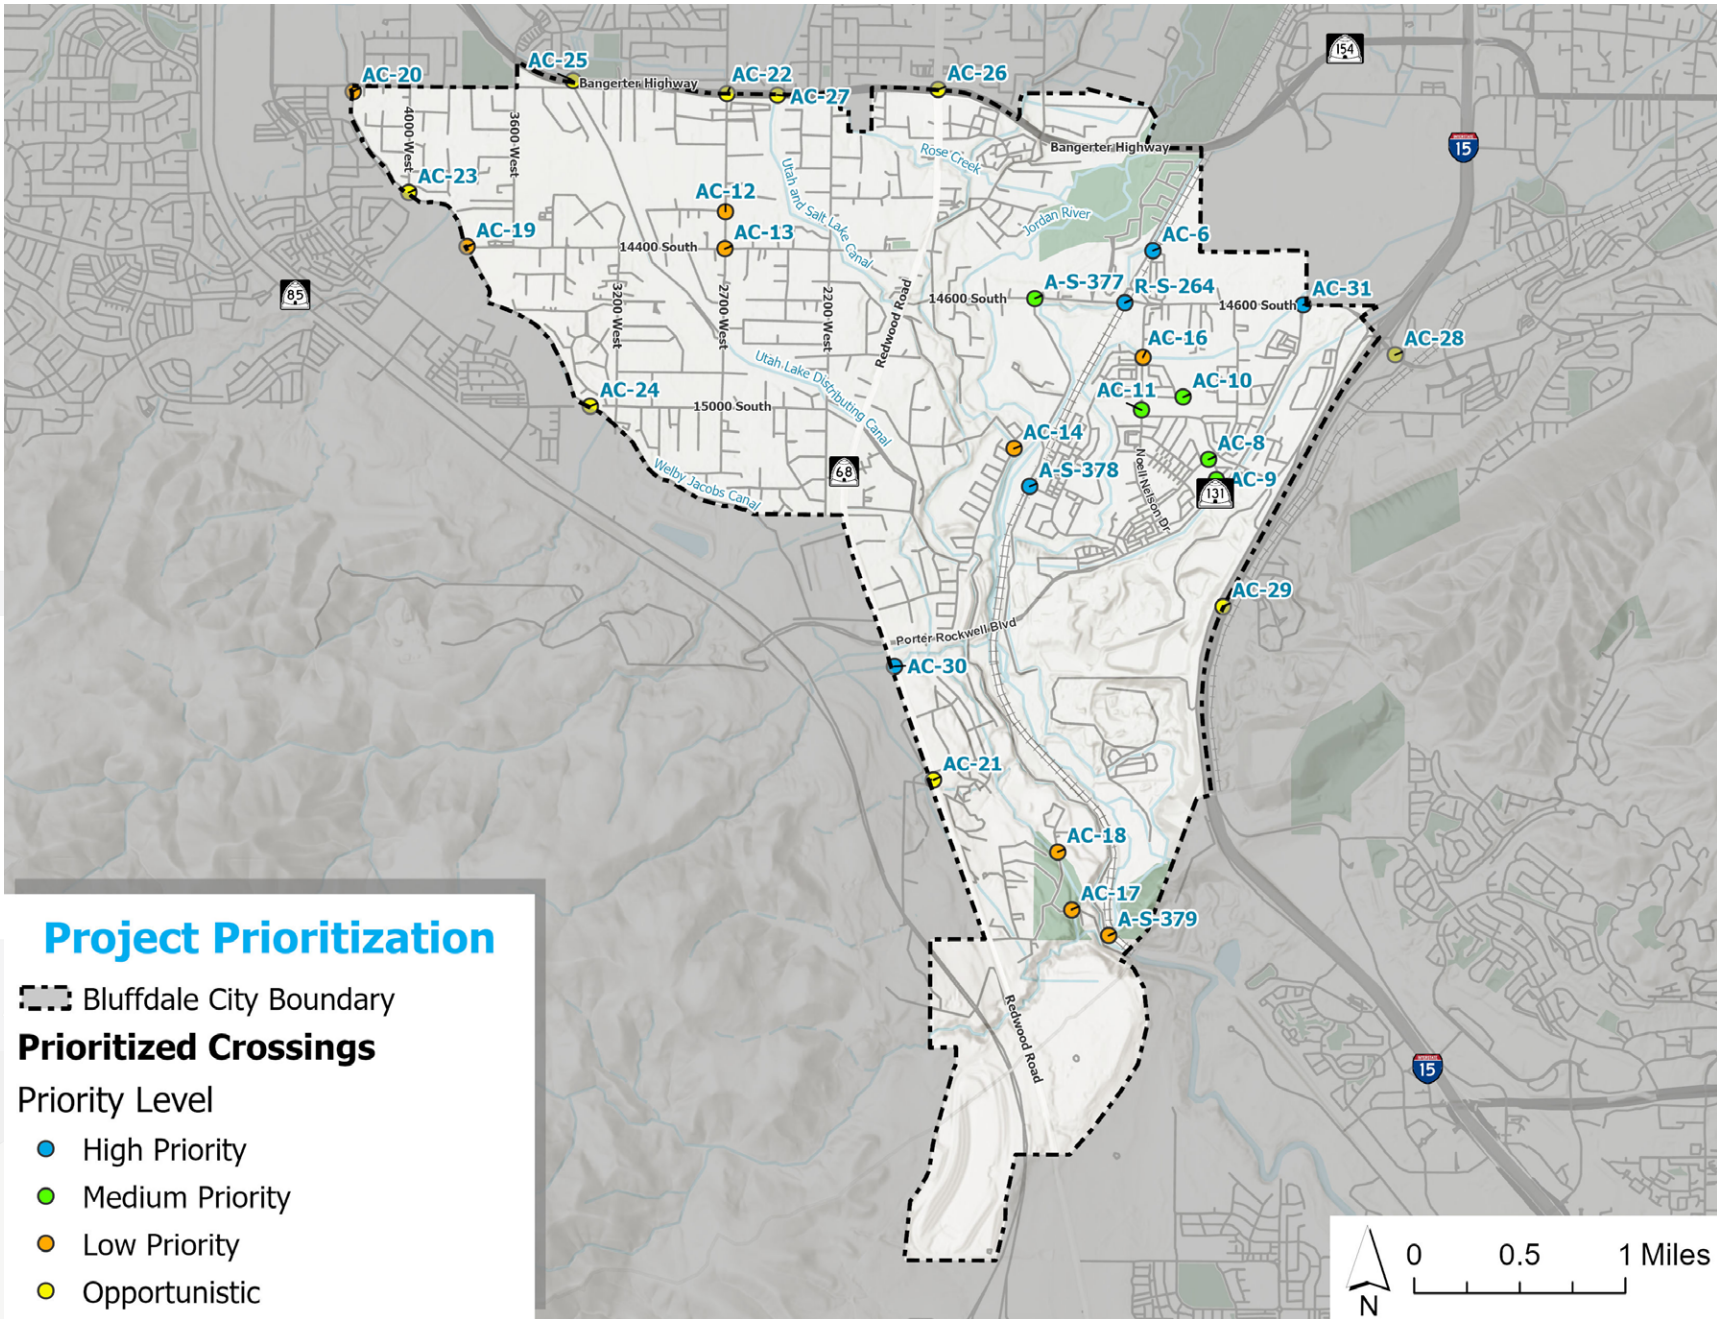 154
AC-25
AC-20
Bangerter Highway
AC-22
AC-27
AC-26
4000 West
3600 West
15
Bangerter Highway
Rose Creek
AC-23
Utah and Salt Lake Canal
AC-12
Jordan River
AC-19
14400 South
AC-13
AC-6
85
3200 West
2700 West
2200 West
Redwood Road
14600 South
A-S-377
R-S-264
14600 South
AC-31
AC-16
AC-28
Utah Lake Distributing Canal
AC-24
15000 South
AC-11
AC-10
AC-14
AC-8
68
Welby Jacobs Canal
A-S-378
Noell Nelson Dr
AC-9
131
AC-29
Porter Rockwell Blvd
AC-30
AC-21
AC-18
AC-17
A-S-379
Redwood Road
INTERSTATE
15
Project Prioritization
Bluffdale City Boundary
Prioritized Crossings
Priority Level
High Priority
Medium Priority
Low Priority
Opportunistic
N
0 0.5 1 Miles